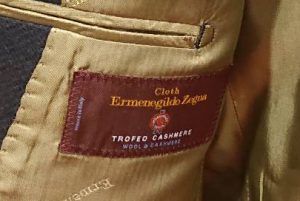 Cloth
Ermenegildo Zegna
TROFEO CASHMERE
WOOL & CASHMERE